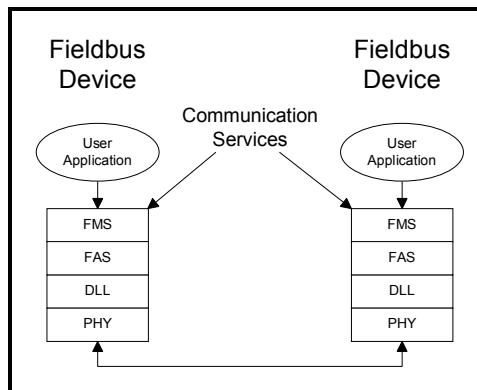 Fieldbus
Device
Fieldbus
Device
Communication
Services
User
Application
User
Application
FMS
FAS
DLL
PHY
FMS
FAS
DLL
PHY